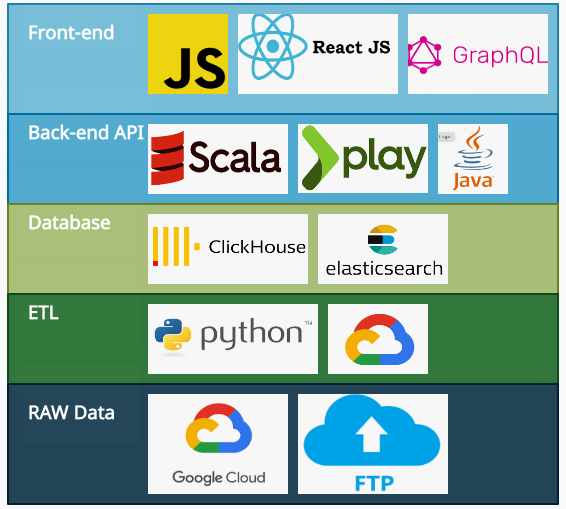 Front-end
JS
React JS
GraphQL
Back-end API
Scala
play
Java
Database
ClickHouse
elasticsearch
ETL
python™
RAW Data
Google Cloud
FTP